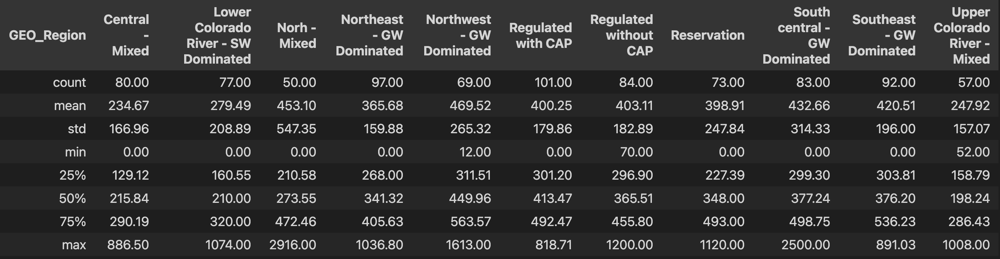 GEO_Region Central - Mixed Lower Colorado River - SW Dominated Norh - Mixed Northeast - GW Dominated Northwest - GW Dominated Regulated with CAP Regulated without CAP Reservation South central - GW Dominated Southeast - GW Dominated Upper Colorado River - Mixed
count 80.00 77.00 50.00 97.00 69.00 101.00 84.00 73.00 83.00 92.00 57.00
mean 234.67 279.49 453.10 365.68 469.52 400.25 403.11 398.91 432.66 420.51 247.92
std 166.96 208.89 547.35 159.88 265.32 179.86 182.89 247.84 314.33 196.00 157.07
min 0.00 0.00 0.00 0.00 12.00 0.00 70.00 0.00 0.00 0.00 52.00
25% 129.12 160.55 210.58 268.00 311.51 301.20 296.90 227.39 299.30 303.81 158.79
50% 215.84 210.00 273.55 341.32 449.96 413.47 365.51 348.00 377.24 376.20 198.24
75% 290.19 320.00 472.46 405.63 563.57 492.47 455.80 493.00 498.75 536.23 286.43
max 886.50 1074.00 2916.00 1036.80 1613.00 818.71 1200.00 1120.00 2500.00 891.03 1008.00